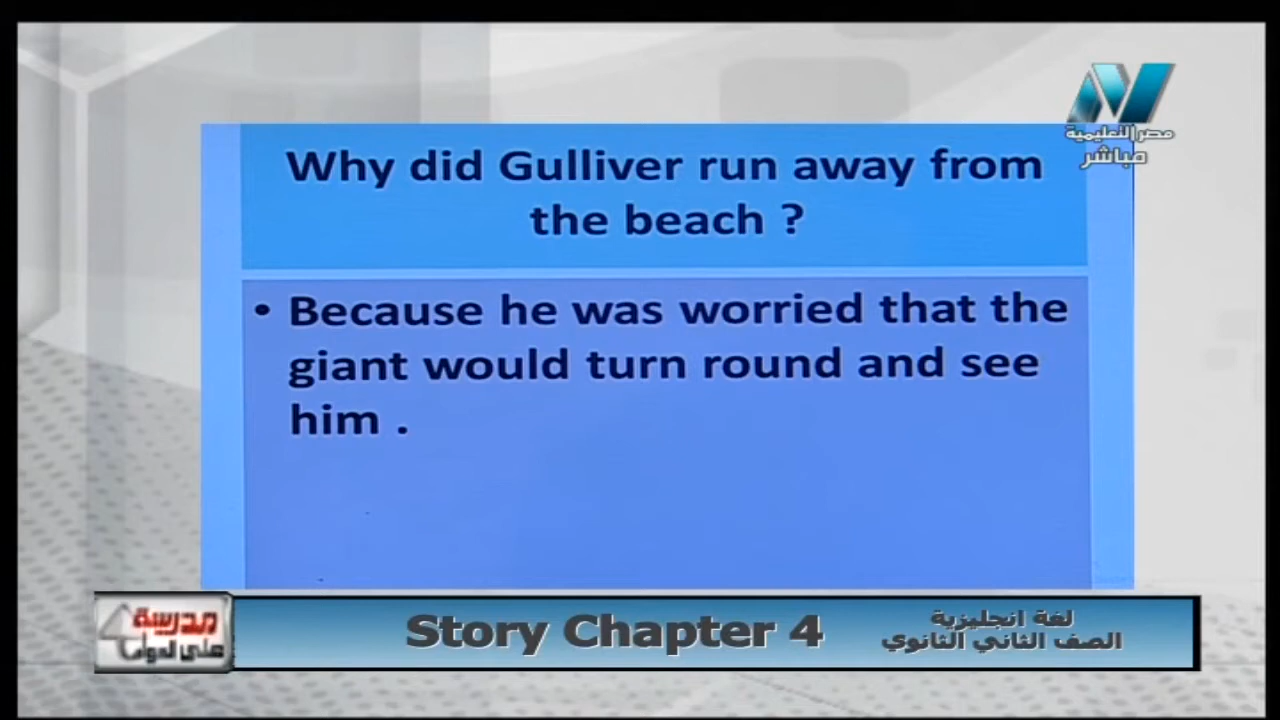 مصر التعليمية
مباشر
Why did Gulliver run away from
the beach ?
• Because he was worried that the
giant would turn round and see
him .
مدرسة
على الهواء
Story Chapter 4
لغة انجليزية
الصف الثاني الثانوي